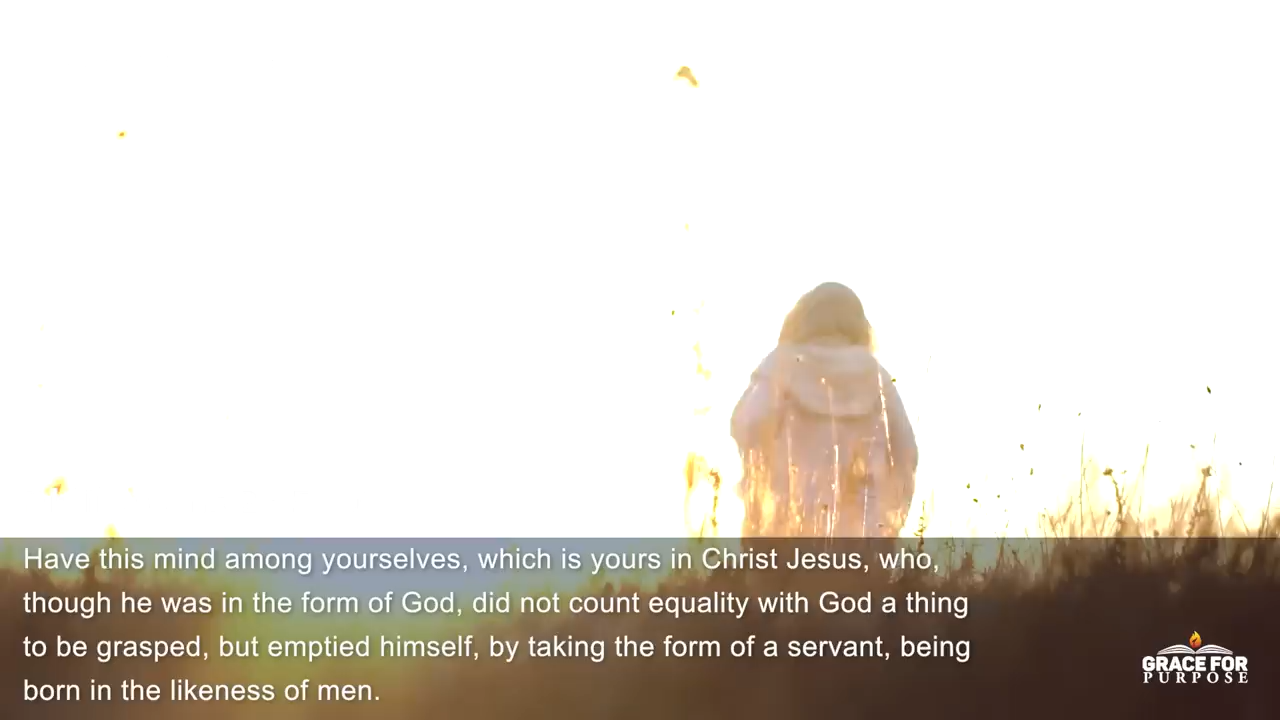 Have this mind among yourselves, which is yours in Christ Jesus, who,
though he was in the form of God, did not count equality with God a thing
to be grasped, but emptied himself, by taking the form of a servant, being
born in the likeness of men.
GRACE FOR
PURPOSE